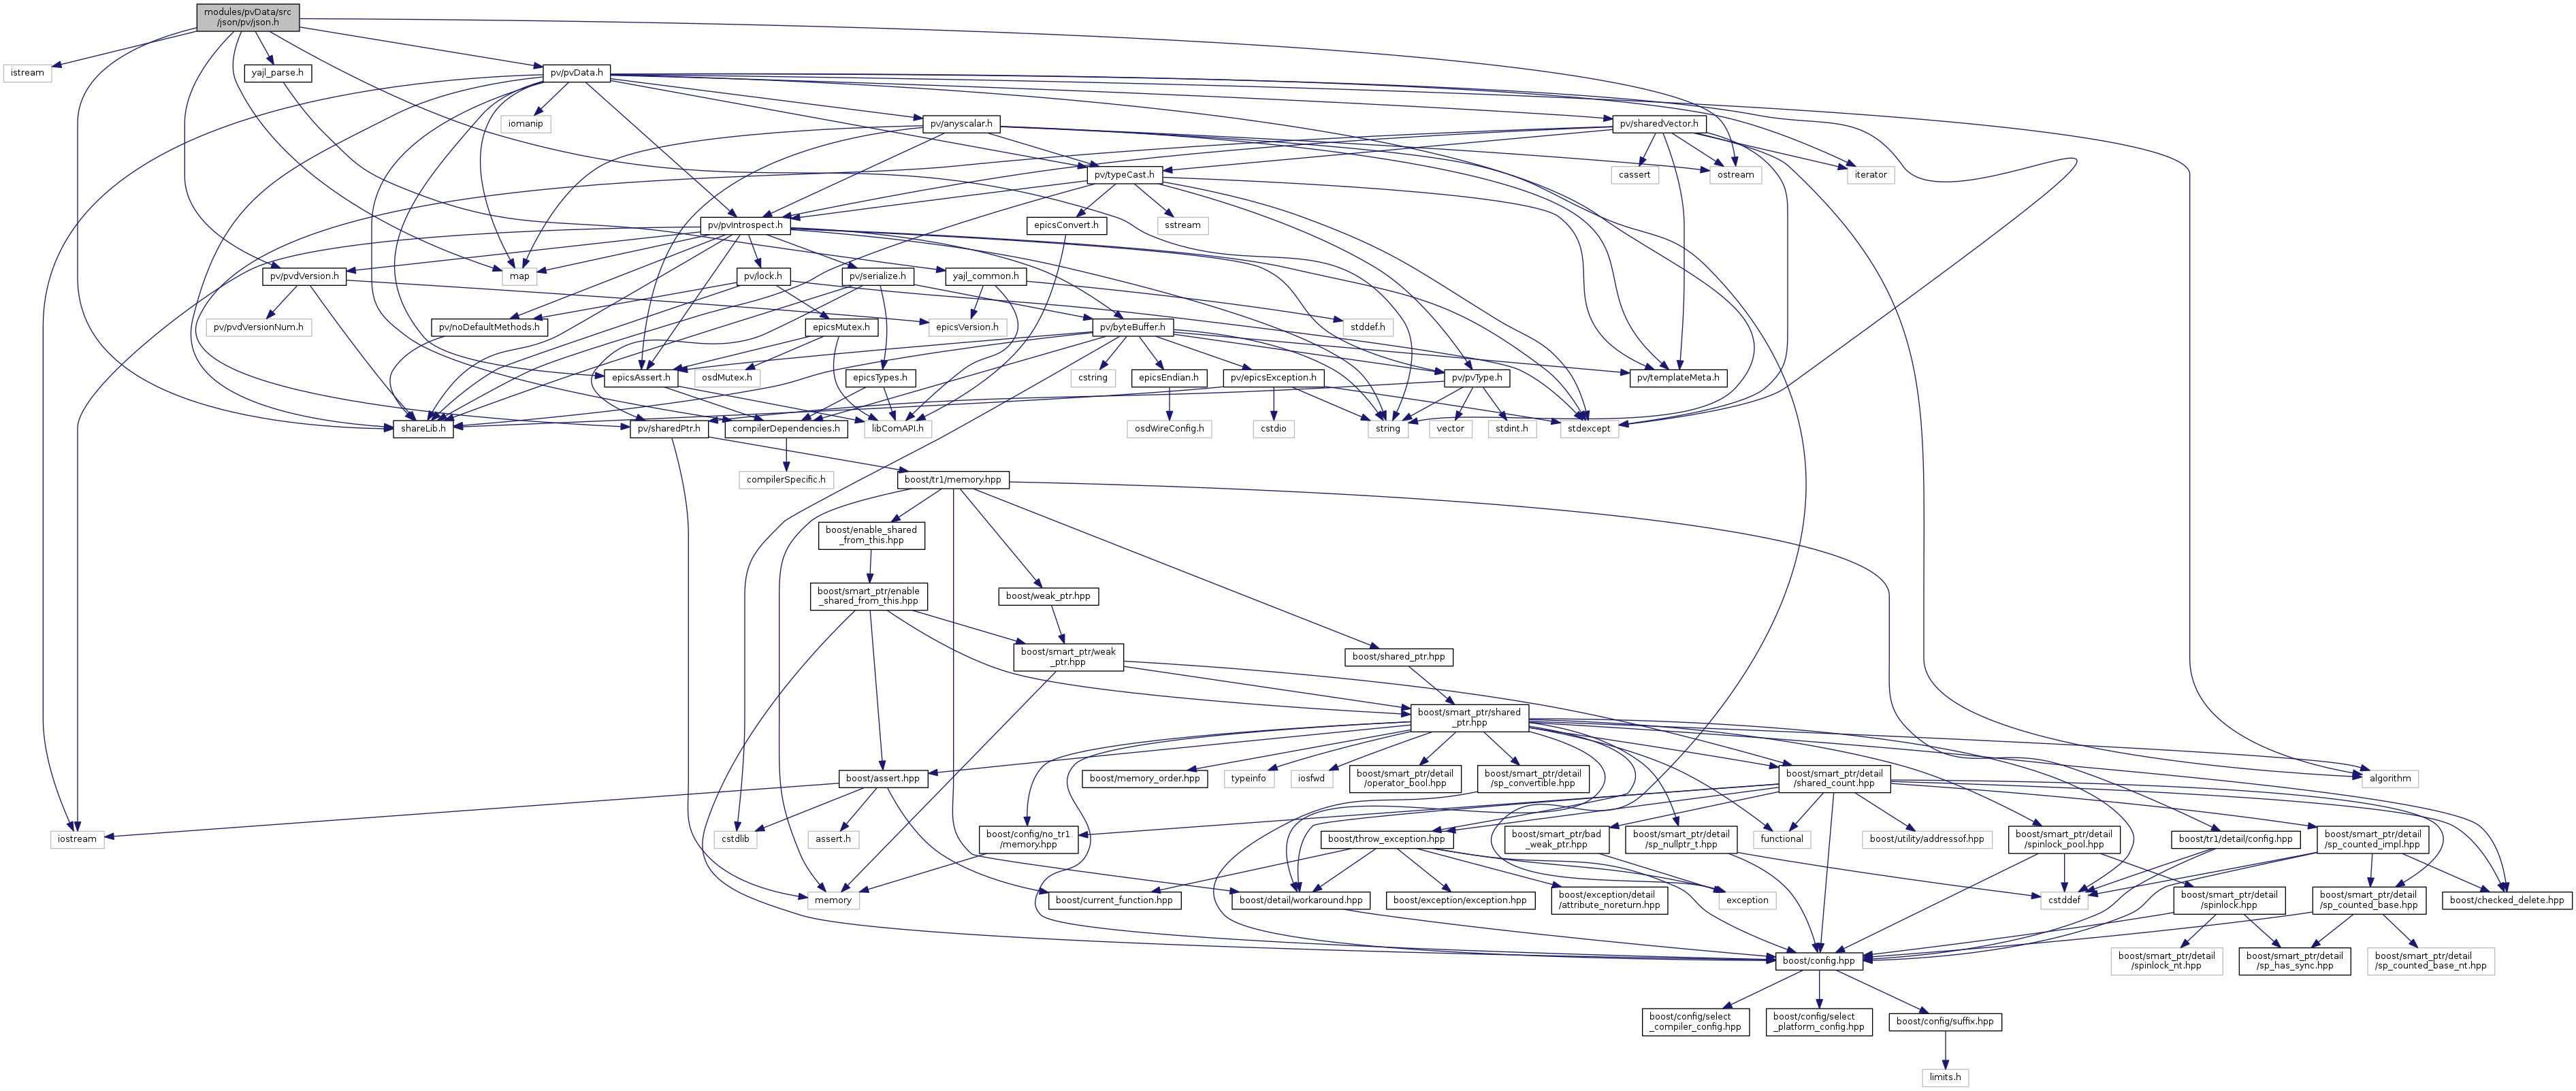 modules/pvData/src
/json/pv/json.h
istream
yajl_parse.h
pv/pvData.h
iomanip
pv/anyscalar.h
pv/sharedVector.h
pv/typeCast.h
cassert
ostream
iterator
pv/pvIntrospect.h
epicsConvert.h
sstream
pv/pvdVersion.h
map
pv/lock.h
pv/serialize.h
yajl_common.h
pv/pvdVersionNum.h
pv/noDefaultMethods.h
epicsMutex.h
epicsVersion.h
pv/byteBuffer.h
stddef.h
epicsAssert.h
osdMutex.h
epicsTypes.h
cstring
epicsEndian.h
pv/epicsException.h
pv/pvType.h
pv/templateMeta.h
shareLib.h
pv/sharedPtr.h
compilerDependencies.h
libComAPI.h
osdWireConfig.h
cstdio
string
vector
stdint.h
stdexcept
compilerSpecific.h
boost/tr1/memory.hpp
boost/enable_shared
_from_this.hpp
boost/smart_ptr/enable
_shared_from_this.hpp
boost/weak_ptr.hpp
boost/smart_ptr/weak
_ptr.hpp
boost/shared_ptr.hpp
boost/smart_ptr/shared
_ptr.hpp
boost/assert.hpp
boost/memory_order.hpp
typeinfo
iosfwd
boost/smart_ptr/detail
/operator_bool.hpp
boost/smart_ptr/detail
/sp_convertible.hpp
boost/smart_ptr/detail
/shared_count.hpp
algorithm
iostream
cstdlib
assert.h
boost/config/no_tr1
/memory.hpp
boost/throw_exception.hpp
boost/smart_ptr/bad
_weak_ptr.hpp
boost/smart_ptr/detail
/sp_nullptr_t.hpp
functional
boost/utility/addressof.hpp
boost/smart_ptr/detail
/spinlock_pool.hpp
boost/tr1/detail/config.hpp
boost/smart_ptr/detail
/sp_counted_impl.hpp
memory
boost/current_function.hpp
boost/detail/workaround.hpp
boost/exception/exception.hpp
boost/exception/detail
/attribute_noreturn.hpp
exception
cstddef
boost/smart_ptr/detail
/spinlock.hpp
boost/smart_ptr/detail
/sp_counted_base.hpp
boost/checked_delete.hpp
boost/config.hpp
boost/smart_ptr/detail
/spinlock_nt.hpp
boost/smart_ptr/detail
/sp_has_sync.hpp
boost/smart_ptr/detail
/sp_counted_base_nt.hpp
boost/config/select
_compiler_config.hpp
boost/config/select
_platform_config.hpp
boost/config/suffix.hpp
limits.h